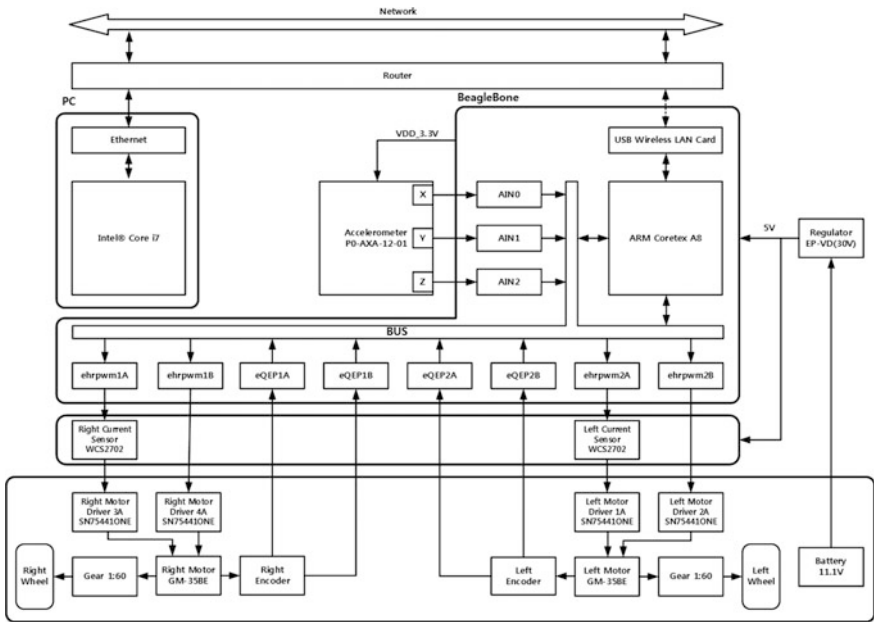 Network
Router
PC
BeagleBone
Ethernet
VDD_3.3V
USB Wireless LAN Card
Intel® Core i7
Accelerometer
P0-AXA-12-01
X
Y
Z
AIN0
AIN1
AIN2
ARM Coretex A8
5V
Regulator
EP-VD(30V)
BUS
ehrpwm1A
ehrpwm1B
eQEP1A
eQEP1B
eQEP2A
eQEP2B
ehrpwm2A
ehrpwm2B
Right Current
Sensor
WCS2702
Left Current
Sensor
WCS2702
Right Motor
Driver 3A
SN754410NE
Right Motor
Driver 4A
SN754410NE
Left Motor
Driver 1A
SN754410NE
Left Motor
Driver 2A
SN754410NE
Right
Wheel
Gear 1:60
Right Motor
GM-35BE
Right
Encoder
Left
Encoder
Left Motor
GM-35BE
Gear 1:60
Left
Wheel
Battery
11.1V